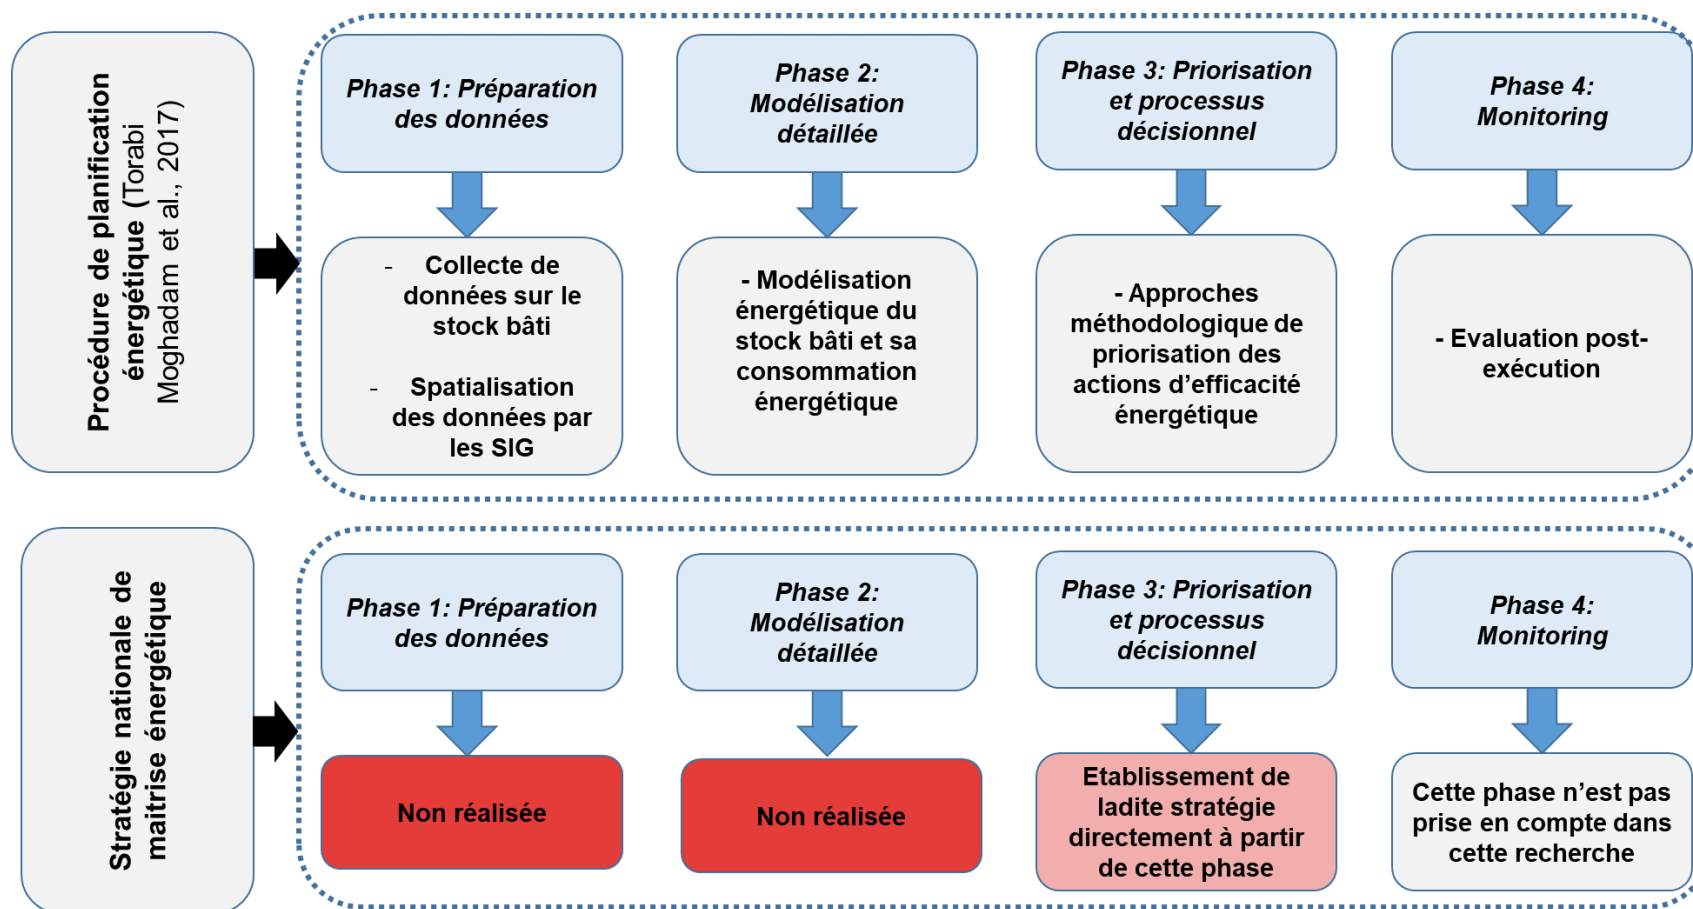 Procédure de planification
énergétique (Torabi
Moghadam et al., 2017)
Phase 1: Préparation
des données
Phase 2:
Modélisation
détaillée
Phase 3: Priorisation
et processus
décisionnel
Phase 4:
Monitoring
- Collecte de
données sur le
stock bâti
- Spatialisation
des données par
les SIG
- Modélisation
énergétique du
stock bâti et sa
consommation
énergétique
- Approches
méthodologique de
priorisation des
actions d’efficacité
énergétique
- Evaluation post-
exécution
Stratégie nationale de
maitrise énergétique
Phase 1: Préparation
des données
Phase 2:
Modélisation
détaillée
Phase 3: Priorisation
et processus
décisionnel
Phase 4:
Monitoring
Non réalisée
Non réalisée
Etablissement de
ladite stratégie
directement à partir
de cette phase
Cette phase n’est pas
prise en compte dans
cette recherche